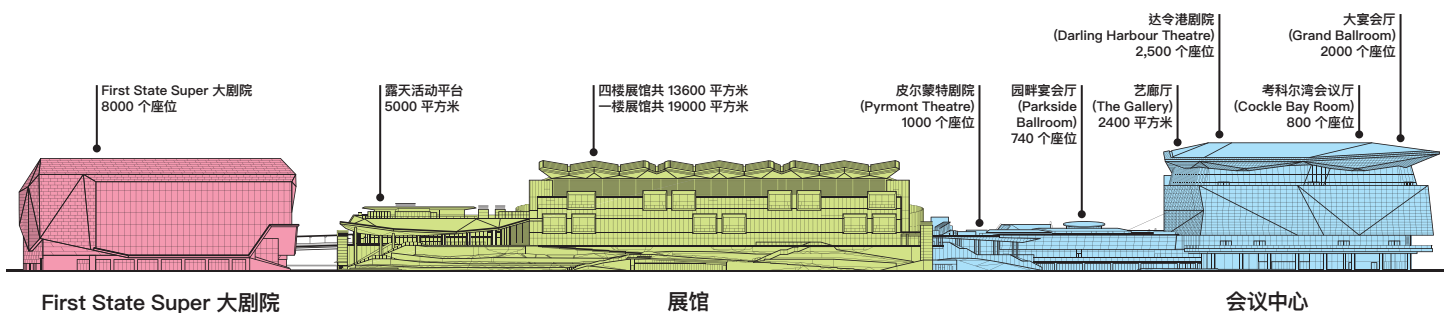 First State Super 大剧院
8000 个座位
露天活动平台
5000 平方米
四楼展馆共 13600 平方米
一楼展馆共 19000 平方米
皮尔蒙特剧院
(Pyrmont Theatre)
1000 个座位
园畔宴会厅
(Parkside
Ballroom)
740 个座位
艺廊厅
(The Gallery)
2400 平方米
达令港剧院
(Darling Harbour Theatre)
2,500 个座位
考科尔湾会议厅
(Cockle Bay Room)
800 个座位
大宴会厅
(Grand Ballroom)
2000 个座位
First State Super 大剧院
展馆
会议中心